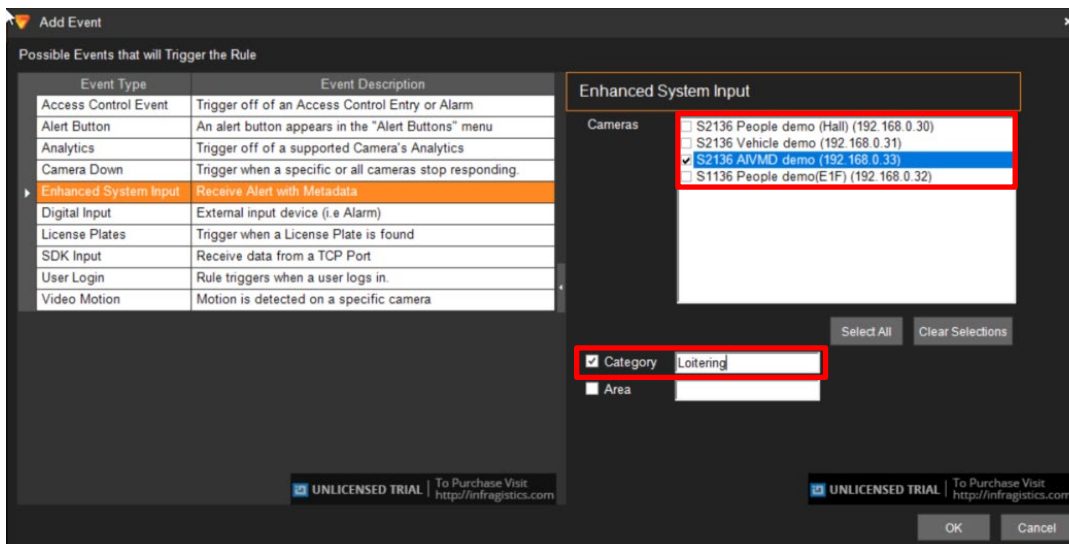 Add Event
Possible Events that will Trigger the Rule
Event Type Event Description
Access Control Event Trigger off of an Access Control Entry or Alarm
Alert Button An alert button appears in the "Alert Buttons" menu
Analytics Trigger off of a supported Camera's Analytics
Camera Down Trigger when a specific or all cameras stop responding.
Enhanced System Input Receive Alert with Metadata
Digital Input External input device (i.e Alarm)
License Plates Trigger when a License Plate is found
SDK Input Receive data from a TCP Port
User Login Rule triggers when a user logs in.
Video Motion Motion is detected on a specific camera
Enhanced System Input
Cameras
S2136 People demo (Hall) (192.168.0.30)
S2136 Vehicle demo (192.168.0.31)
S2136 AIVMD demo (192.168.0.33)
S1136 People demo(E1F) (192.168.0.32)
Select All Clear Selections
Category Loitering
Area
UNLICENSED TRIAL To Purchase Visit
http://infragistics.com
UNLICENSED TRIAL To Purchase Visit
http://infragistics.com
OK Cancel